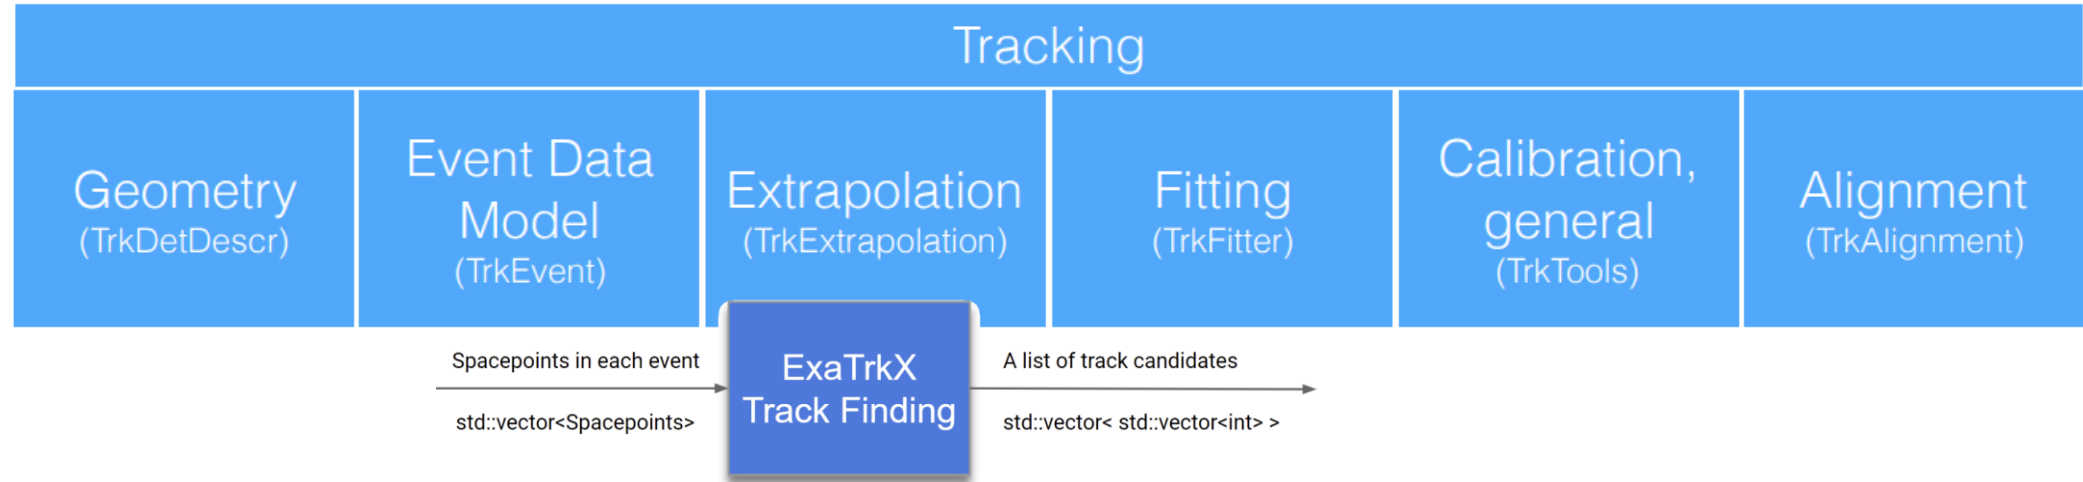 Tracking
Geometry
(TrkDetDescr)
Event Data
Model
(TrkEvent)
Extrapolation
(TrkExtrapolation)
Fitting
(TrkFitter)
Calibration,
general
(TrkTools)
Alignment
(TrkAlignment)
Spacepoints in each event
std::vector<Spacepoints>
ExaTrkX
Track Finding
A list of track candidates
std::vector< std::vector<int> >